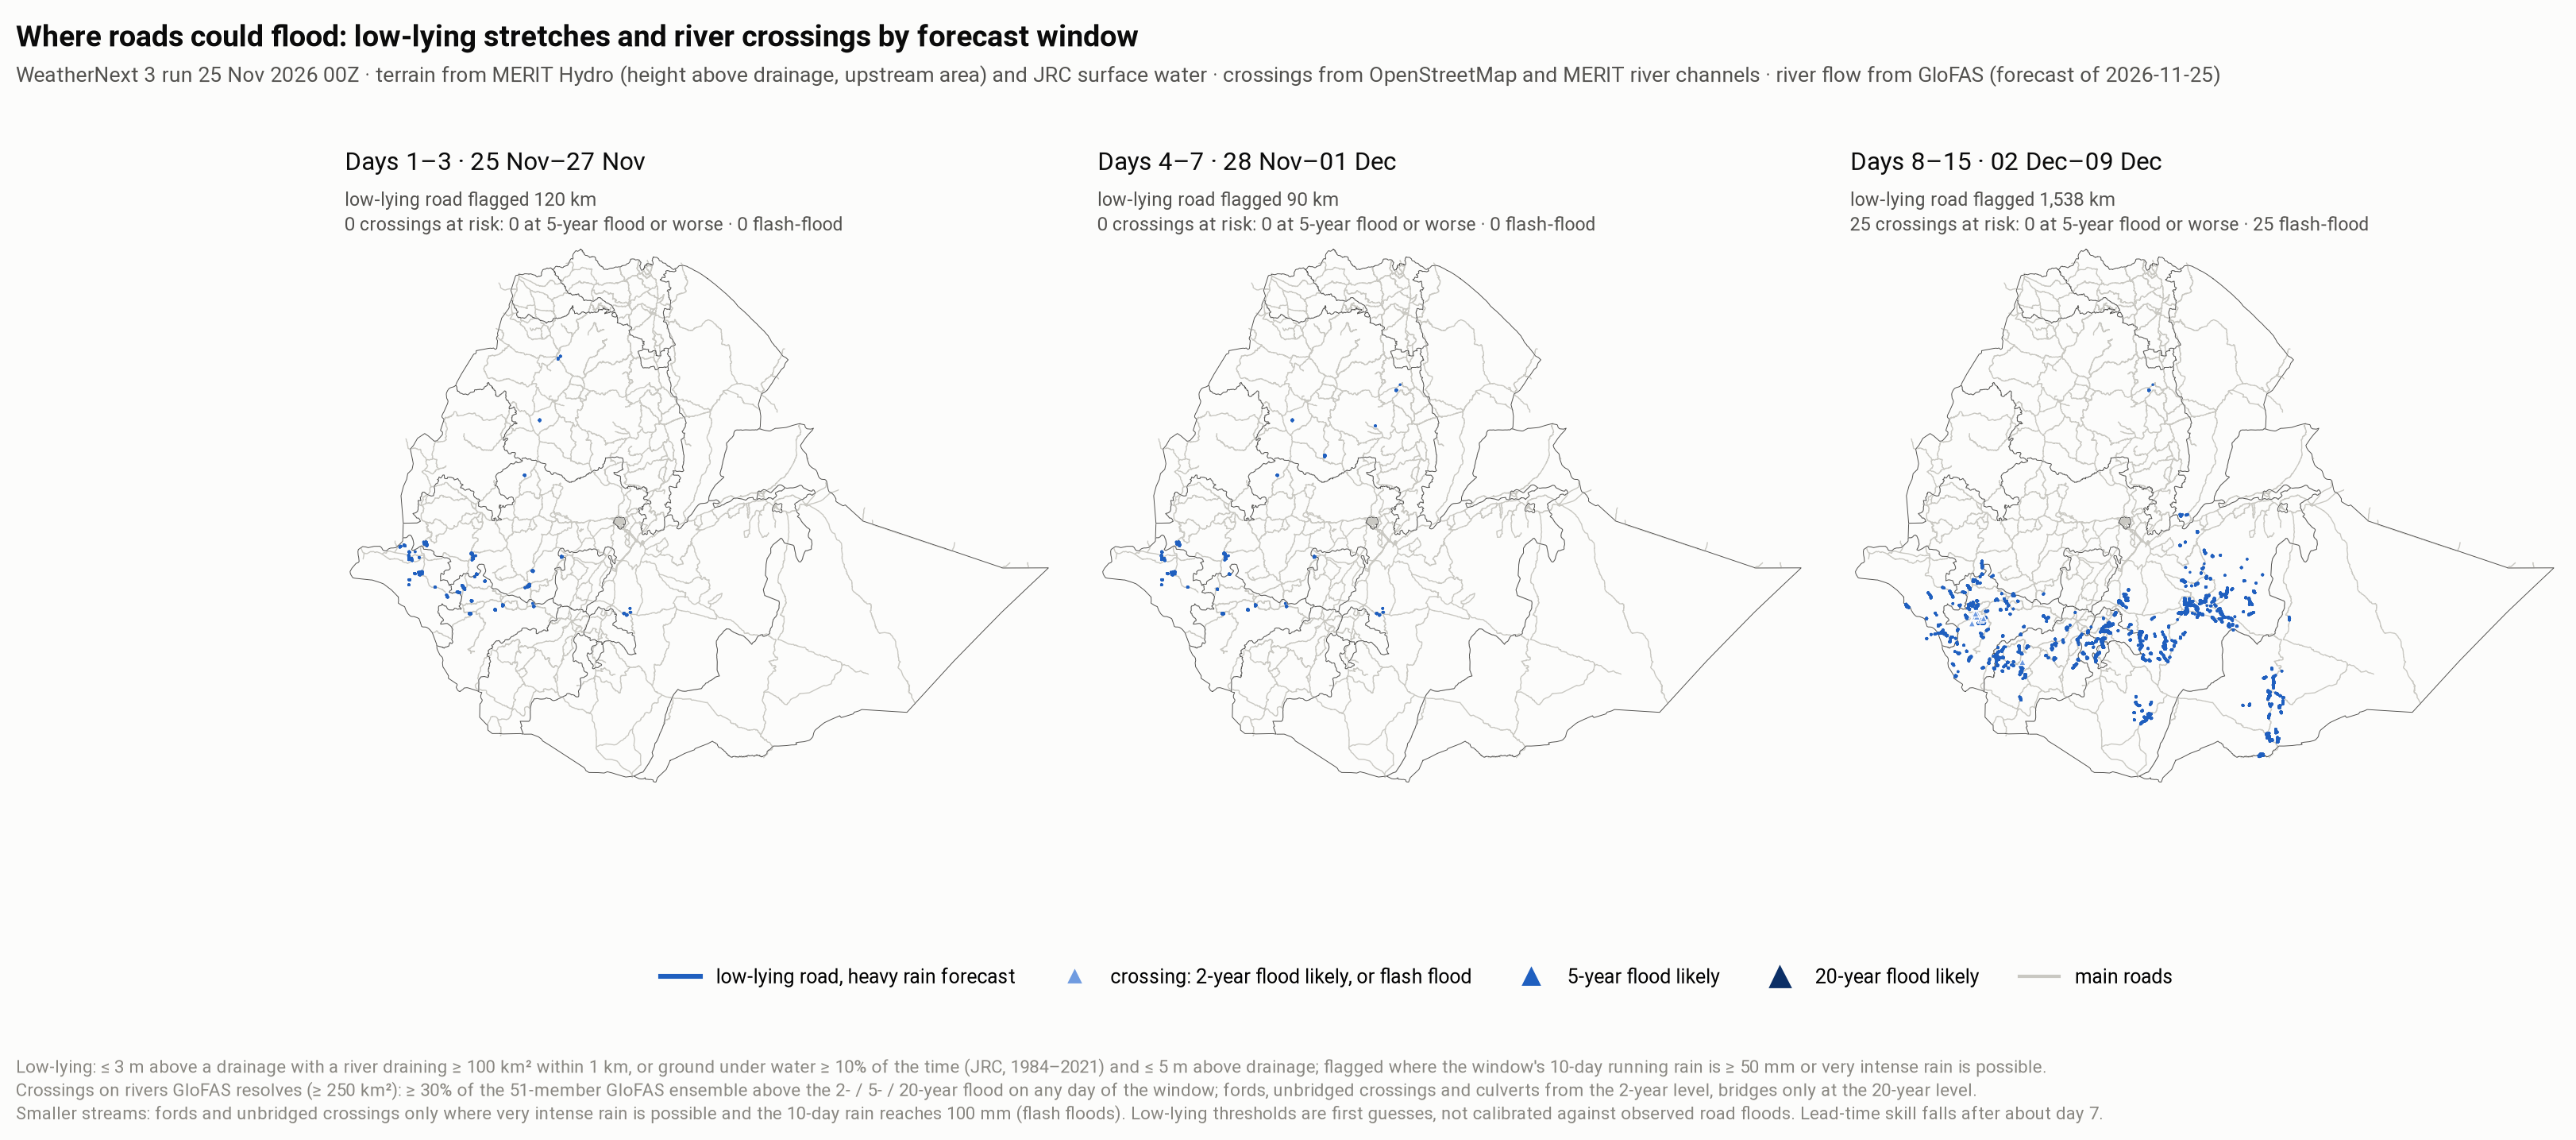 Where roads could flood: low-lying stretches and river crossings by forecast window
WeatherNext 3 run 25 Nov 2026 00Z · terrain from MERIT Hydro (height above drainage, upstream area) and JRC surface water · crossings from OpenStreetMap and MERIT river channels · river flow from GloFAS (forecast of 2026-11-25)
Days 1–3 · 25 Nov–27 Nov
low-lying road flagged 120 km
0 crossings at risk: 0 at 5-year flood or worse · 0 flash-flood
Days 4–7 · 28 Nov–01 Dec
low-lying road flagged 90 km
0 crossings at risk: 0 at 5-year flood or worse · 0 flash-flood
Days 8–15 · 02 Dec–09 Dec
low-lying road flagged 1,538 km
25 crossings at risk: 0 at 5-year flood or worse · 25 flash-flood
low-lying road, heavy rain forecast
crossing: 2-year flood likely, or flash flood
5-year flood likely
20-year flood likely
main roads
Low-lying: ≤ 3 m above a drainage with a river draining ≥ 100 km² within 1 km, or ground under water ≥ 10% of the time (JRC, 1984–2021) and ≤ 5 m above drainage; flagged where the window's 10-day running rain is ≥ 50 mm or very intense rain is possible.
Crossings on rivers GloFAS resolves (≥ 250 km²): ≥ 30% of the 51-member GloFAS ensemble above the 2- / 5- / 20-year flood on any day of the window; fords, unbridged crossings and culverts from the 2-year level, bridges only at the 20-year level.
Smaller streams: fords and unbridged crossings only where very intense rain is possible and the 10-day rain reaches 100 mm (flash floods). Low-lying thresholds are first guesses, not calibrated against observed road floods. Lead-time skill falls after about day 7.